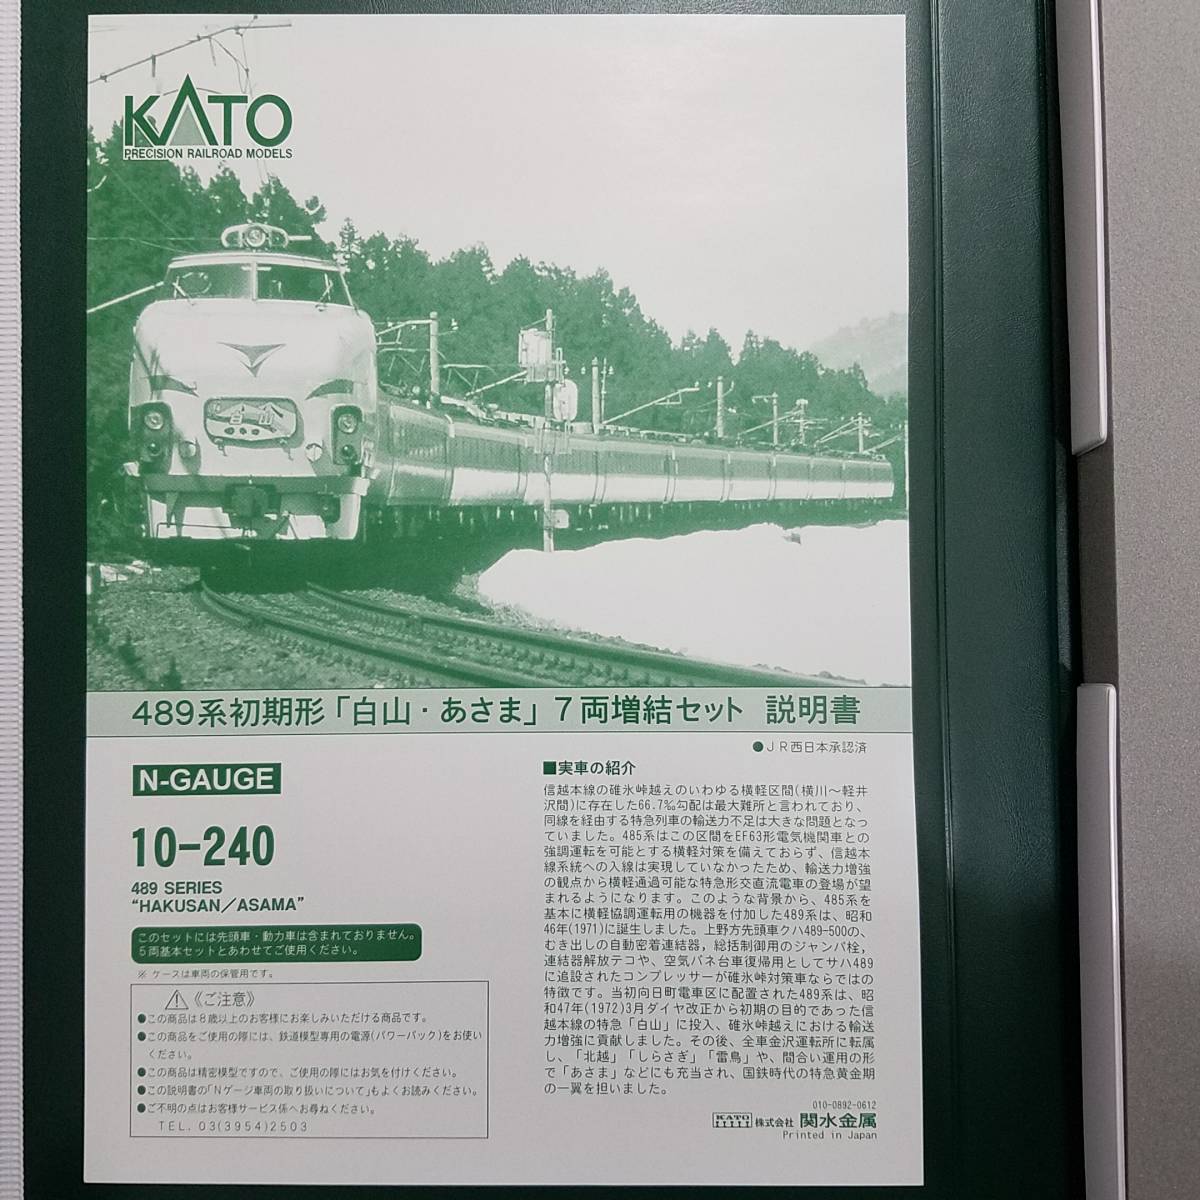 KATO
PRECISION RAILROAD MODELS
白山
489系初期形「白山・あさま」7両増結セット 説明書
●JR西日本承認済
N-GAUGE
10-240
489 SERIES
“HAKUSAN／ASAMA”
このセットには先頭車・動力車は含まれておりません。
5両基本セットとあわせてご使用ください。
※ ケースは車両の保管用です。
⚠《ご注意》
●この商品は8歳以上のお客様にお楽しみいただける商品です。
●この商品をご使用の際には、鉄道模型専用の電源(パワーパック)をお使い
ください。
●この商品は精密模型ですので、ご使用の際にはお気を付けください。
●この説明書の「Nゲージ車両の取り扱いについて」もよくお読みください。
●ご不明の点はお客様サービス係へお尋ねください。
TEL. 03(3954)2503
■実車の紹介
信越本線の碓氷峠越えのいわゆる横軽区間(横川〜軽井
沢間)に存在した66.7‰勾配は最大難所と言われており、
同線を経由する特急列車の輸送力不足は大きな問題となっ
ていました。485系はこの区間をEF63形電気機関車との
強調運転を可能とする横軽対策を備えておらず、信越本
線系統への入線は実現していなかったため、輸送力増強
の観点から横軽通過可能な特急形交直流電車の登場が望
まれるようになります。このような背景から、485系を
基本に横軽協調運転用の機器を付加した489系は、昭和
46年(1971)に誕生しました。上野方先頭車クハ489-500の、
むき出しの自動密着連結器，総括制御用のジャンパ栓，
連結器解放テコや、空気バネ台車復帰用としてサハ489
に追設されたコンプレッサーが碓氷峠対策車ならではの
特徴です。当初向日町電車区に配置された489系は、昭
和47年(1972)3月ダイヤ改正から初期の目的であった信
越本線の特急「白山」に投入、碓氷峠越えにおける輸送
力増強に貢献しました。その後、全車金沢運転所に転属
し、「北越」「しらさぎ」「雷鳥」や、間合い運用の形
で「あさま」などにも充当され、国鉄時代の特急黄金期
の一翼を担いました。
010-0892-0612
KATO 株式会社 関水金属
Printed in Japan